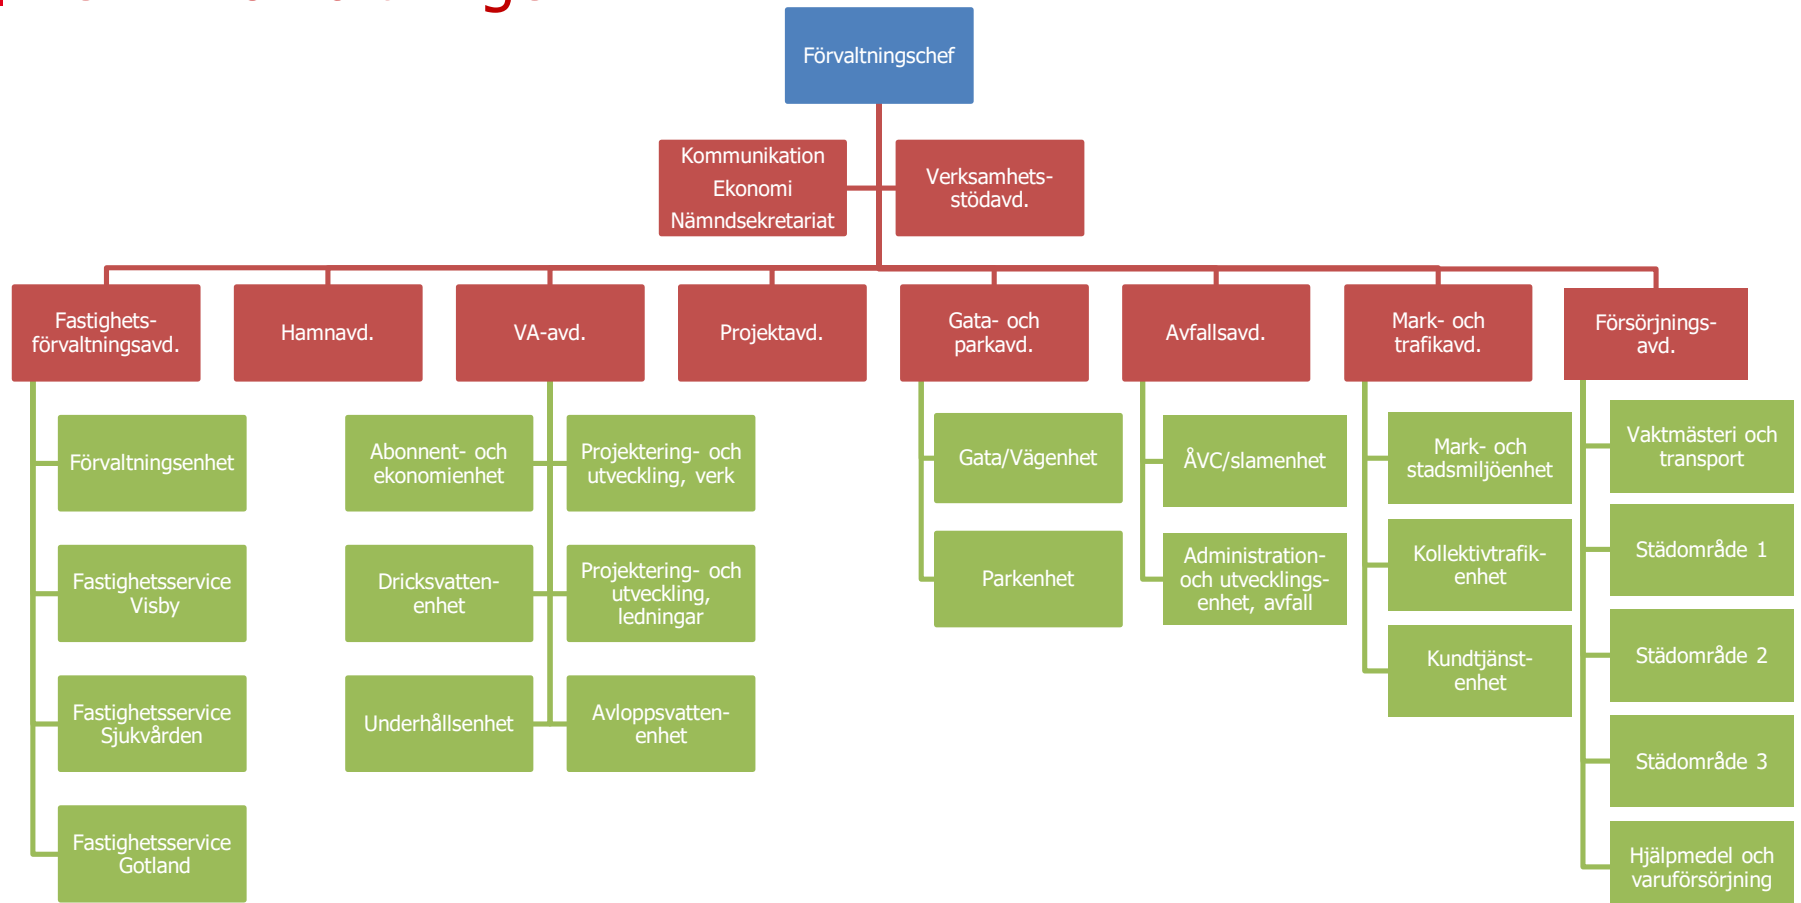 Förvaltningschef
Kommunikation
Ekonomi
Nämndsekretariat
Verksamhets-
stödavd.
Fastighets-
förvaltningsavd.
Hamnavd.
VA-avd.
Projektavd.
Gata- och
parkavd.
Avfallsavd.
Mark- och
trafikavd.
Försörjnings-
avd.
Förvaltningsenhet
Fastighetsservice
Visby
Fastighetsservice
Sjukvården
Fastighetsservice
Gotland
Abonnent- och
ekonomienhet
Projektering- och
utveckling, verk
Dricksvatten-
enhet
Projektering- och
utveckling,
ledningar
Underhållsenhet
Avloppsvatten-
enhet
Gata/Vägenhet
Parkenhet
ÅVC/slamenhet
Administration-
och utvecklings-
enhet, avfall
Mark- och
stadsmiljöenhet
Kollektivtrafik-
enhet
Kundtjänst-
enhet
Vaktmästeri och
transport
Städområde 1
Städområde 2
Städområde 3
Hjälpmedel och
varuförsörjning